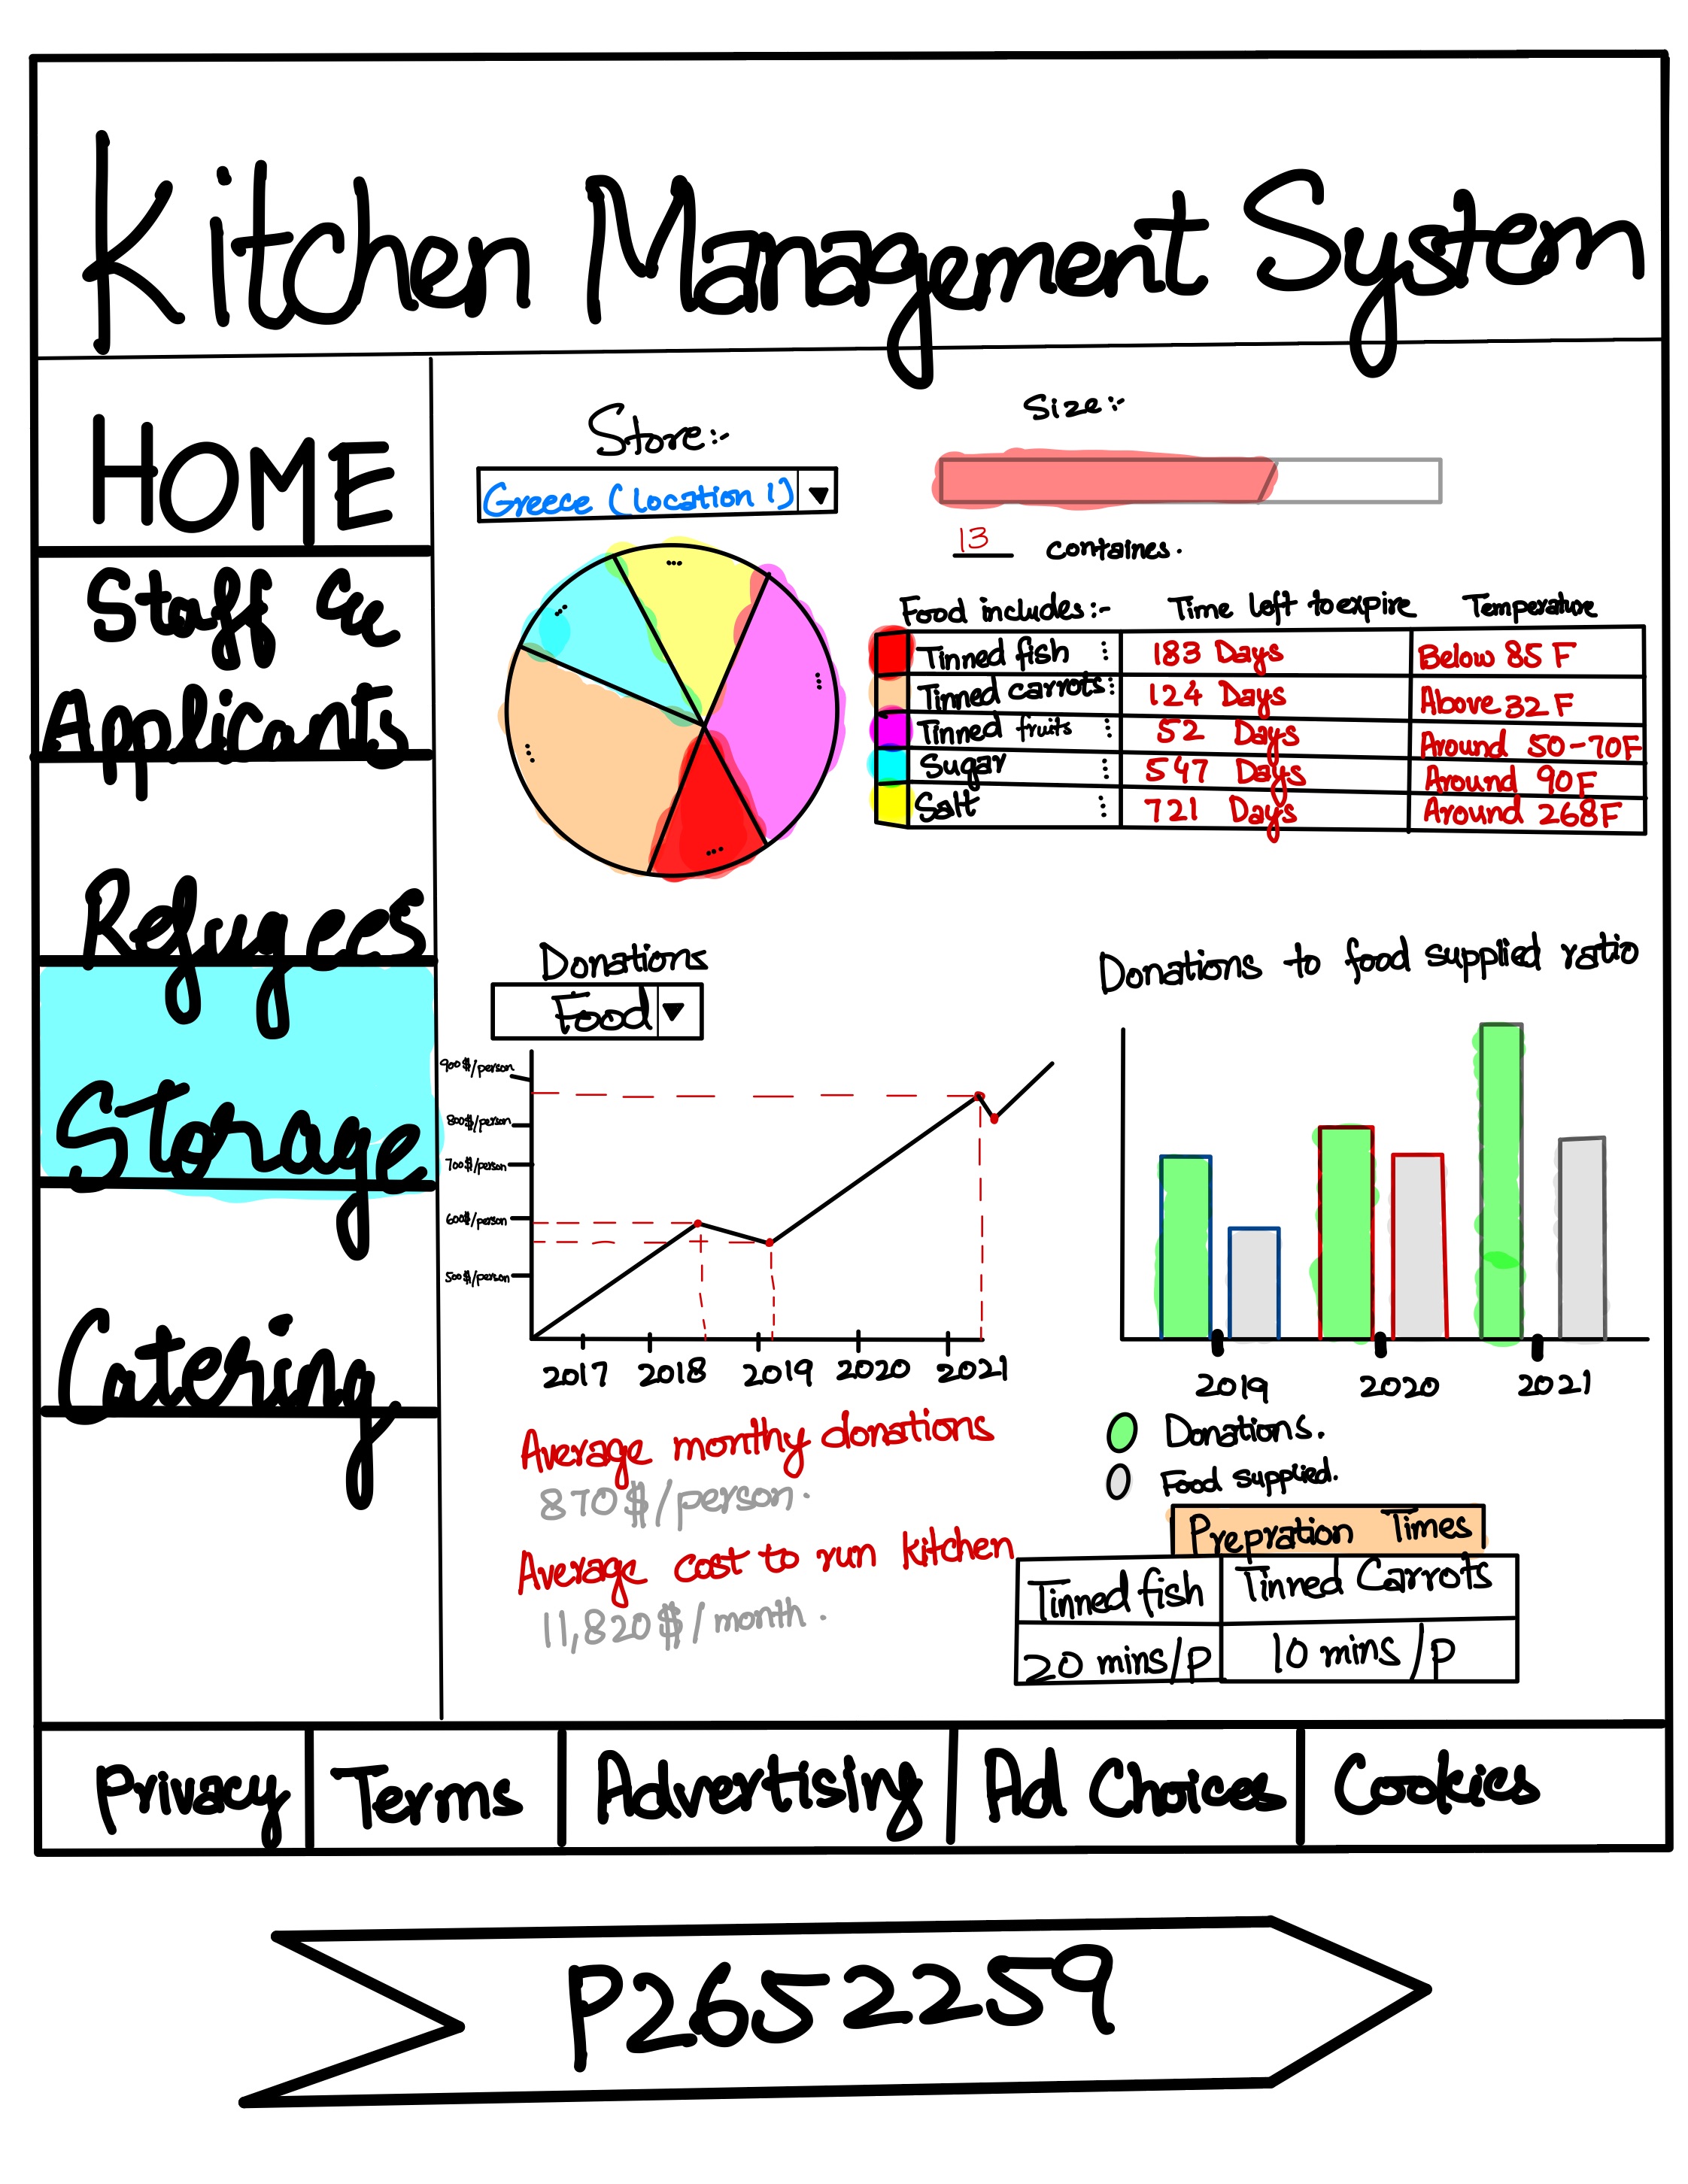 Kitchen Management System
HOME
Staff &
Applicants
Refugees
Storage
Catering
Store:-
Greece (Location 1)
Size:-
13 containes.
Food includes:- Time left to expire Temperature
Tinned fish 183 Days Below 85 F
Tinned carrots 124 Days Above 32 F
Tinned fruits 52 Days Around 50-70F
Sugar 547 Days Around 90F
Salt 721 Days Around 268F
Donations
Food
900$/person
800$/person
700$/person
600$/person
500$/person
2017 2018 2019 2020 2021
Average monthy donations
870$/person.
Average cost to run kitchen
11,820$/month.
Donations to food supplied ratio
2019 2020 2021
Donations.
Food supplied.
Prepration Times
Tinned fish Tinned Carrots
20 mins/P 10 mins/P
Privacy Terms Advertising Ad Choices Cookies
P2652259